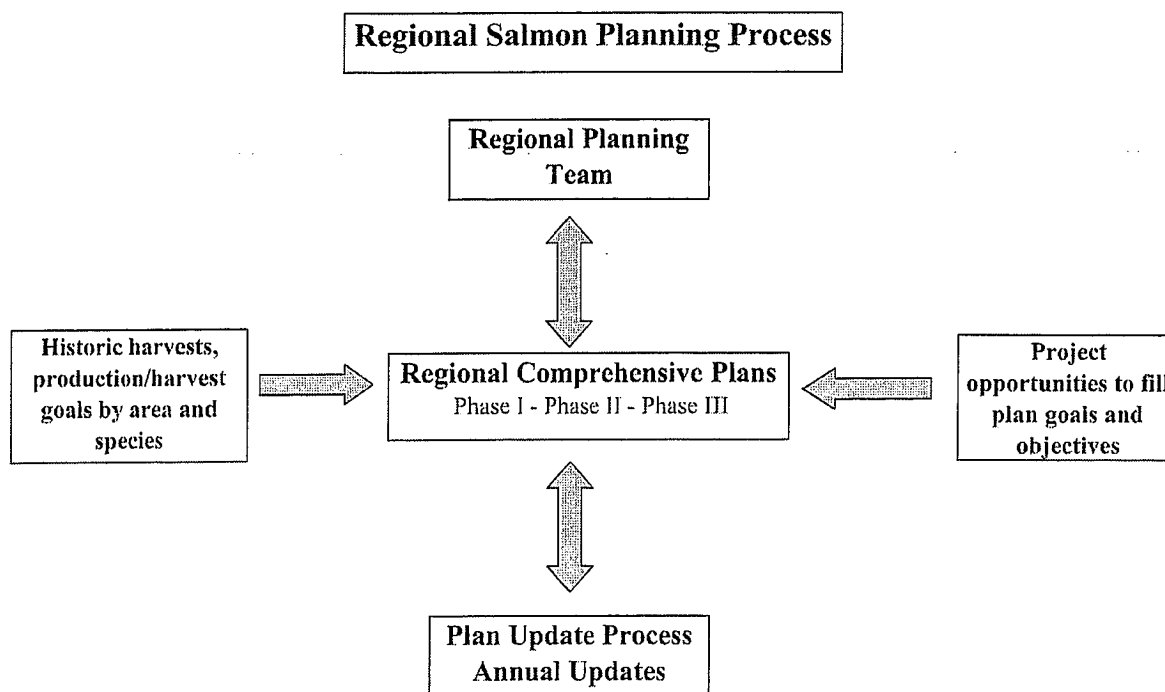 Regional Salmon Planning Process
Regional Planning
Team
Historic harvests,
production/harvest
goals by area and
species
Regional Comprehensive Plans
Phase I - Phase II - Phase III
Project
opportunities to fill
plan goals and
objectives
Plan Update Process
Annual Updates